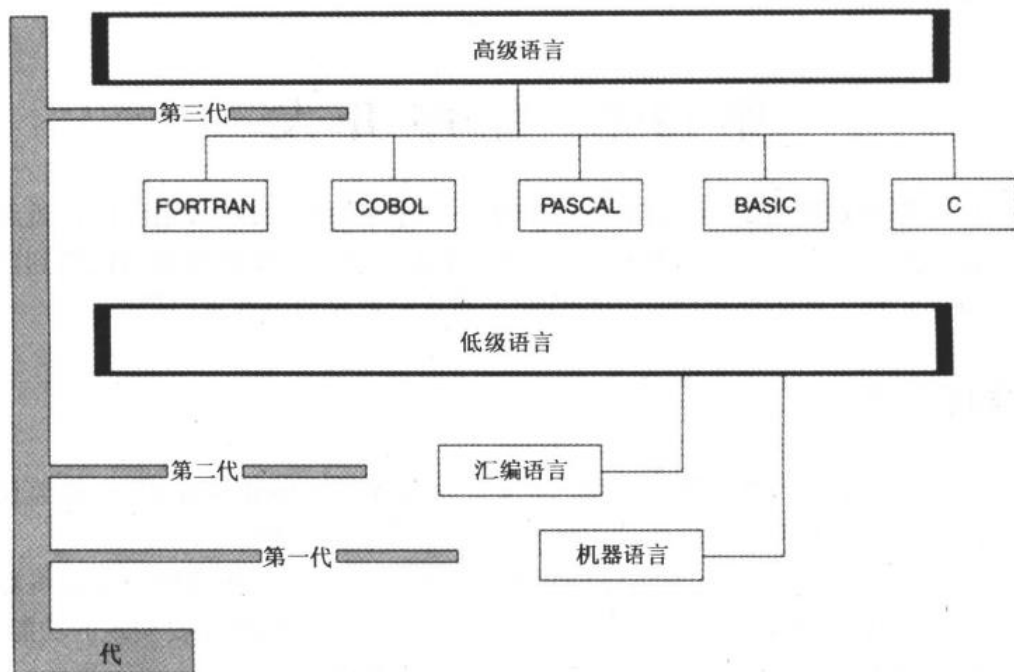 高级语言
第三代
FORTRAN
COBOL
PASCAL
BASIC
C
低级语言
第二代
汇编语言
第一代
机器语言
代